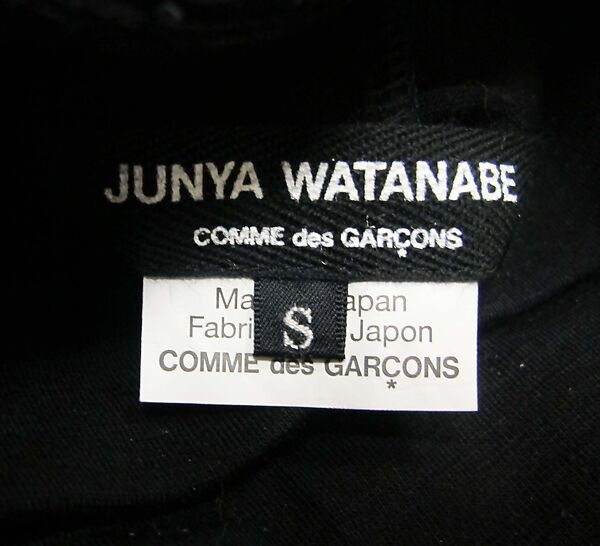 JUNYA WATANABE
COMME des GARÇONS
Ma apan
S
Fabri Japon
COMME des GARÇONS
*